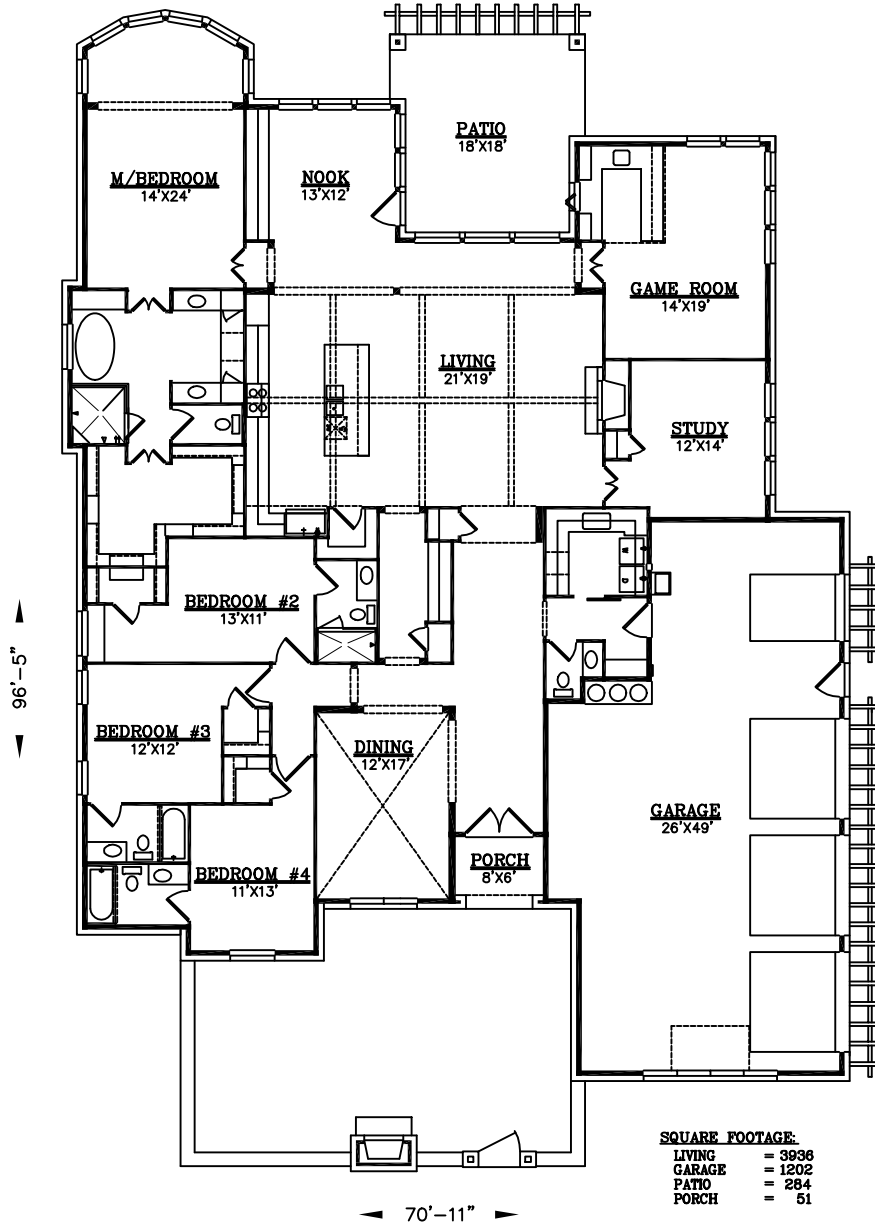 PATIO
18'X18'
M/BEDROOM
14'X24'
NOOK
13'X12'
GAME ROOM
14'X19'
LIVING
21'X19'
STUDY
12'X14'
W
D
BEDROOM #2
13'X11'
96'-5"
BEDROOM #3
12'X12'
DINING
12'X17'
GARAGE
26'X49'
PORCH
8'X6'
BEDROOM #4
11'X13'
SQUARE FOOTAGE:
LIVING = 3936
GARAGE = 1202
PATIO = 284
PORCH = 51
70'-11"